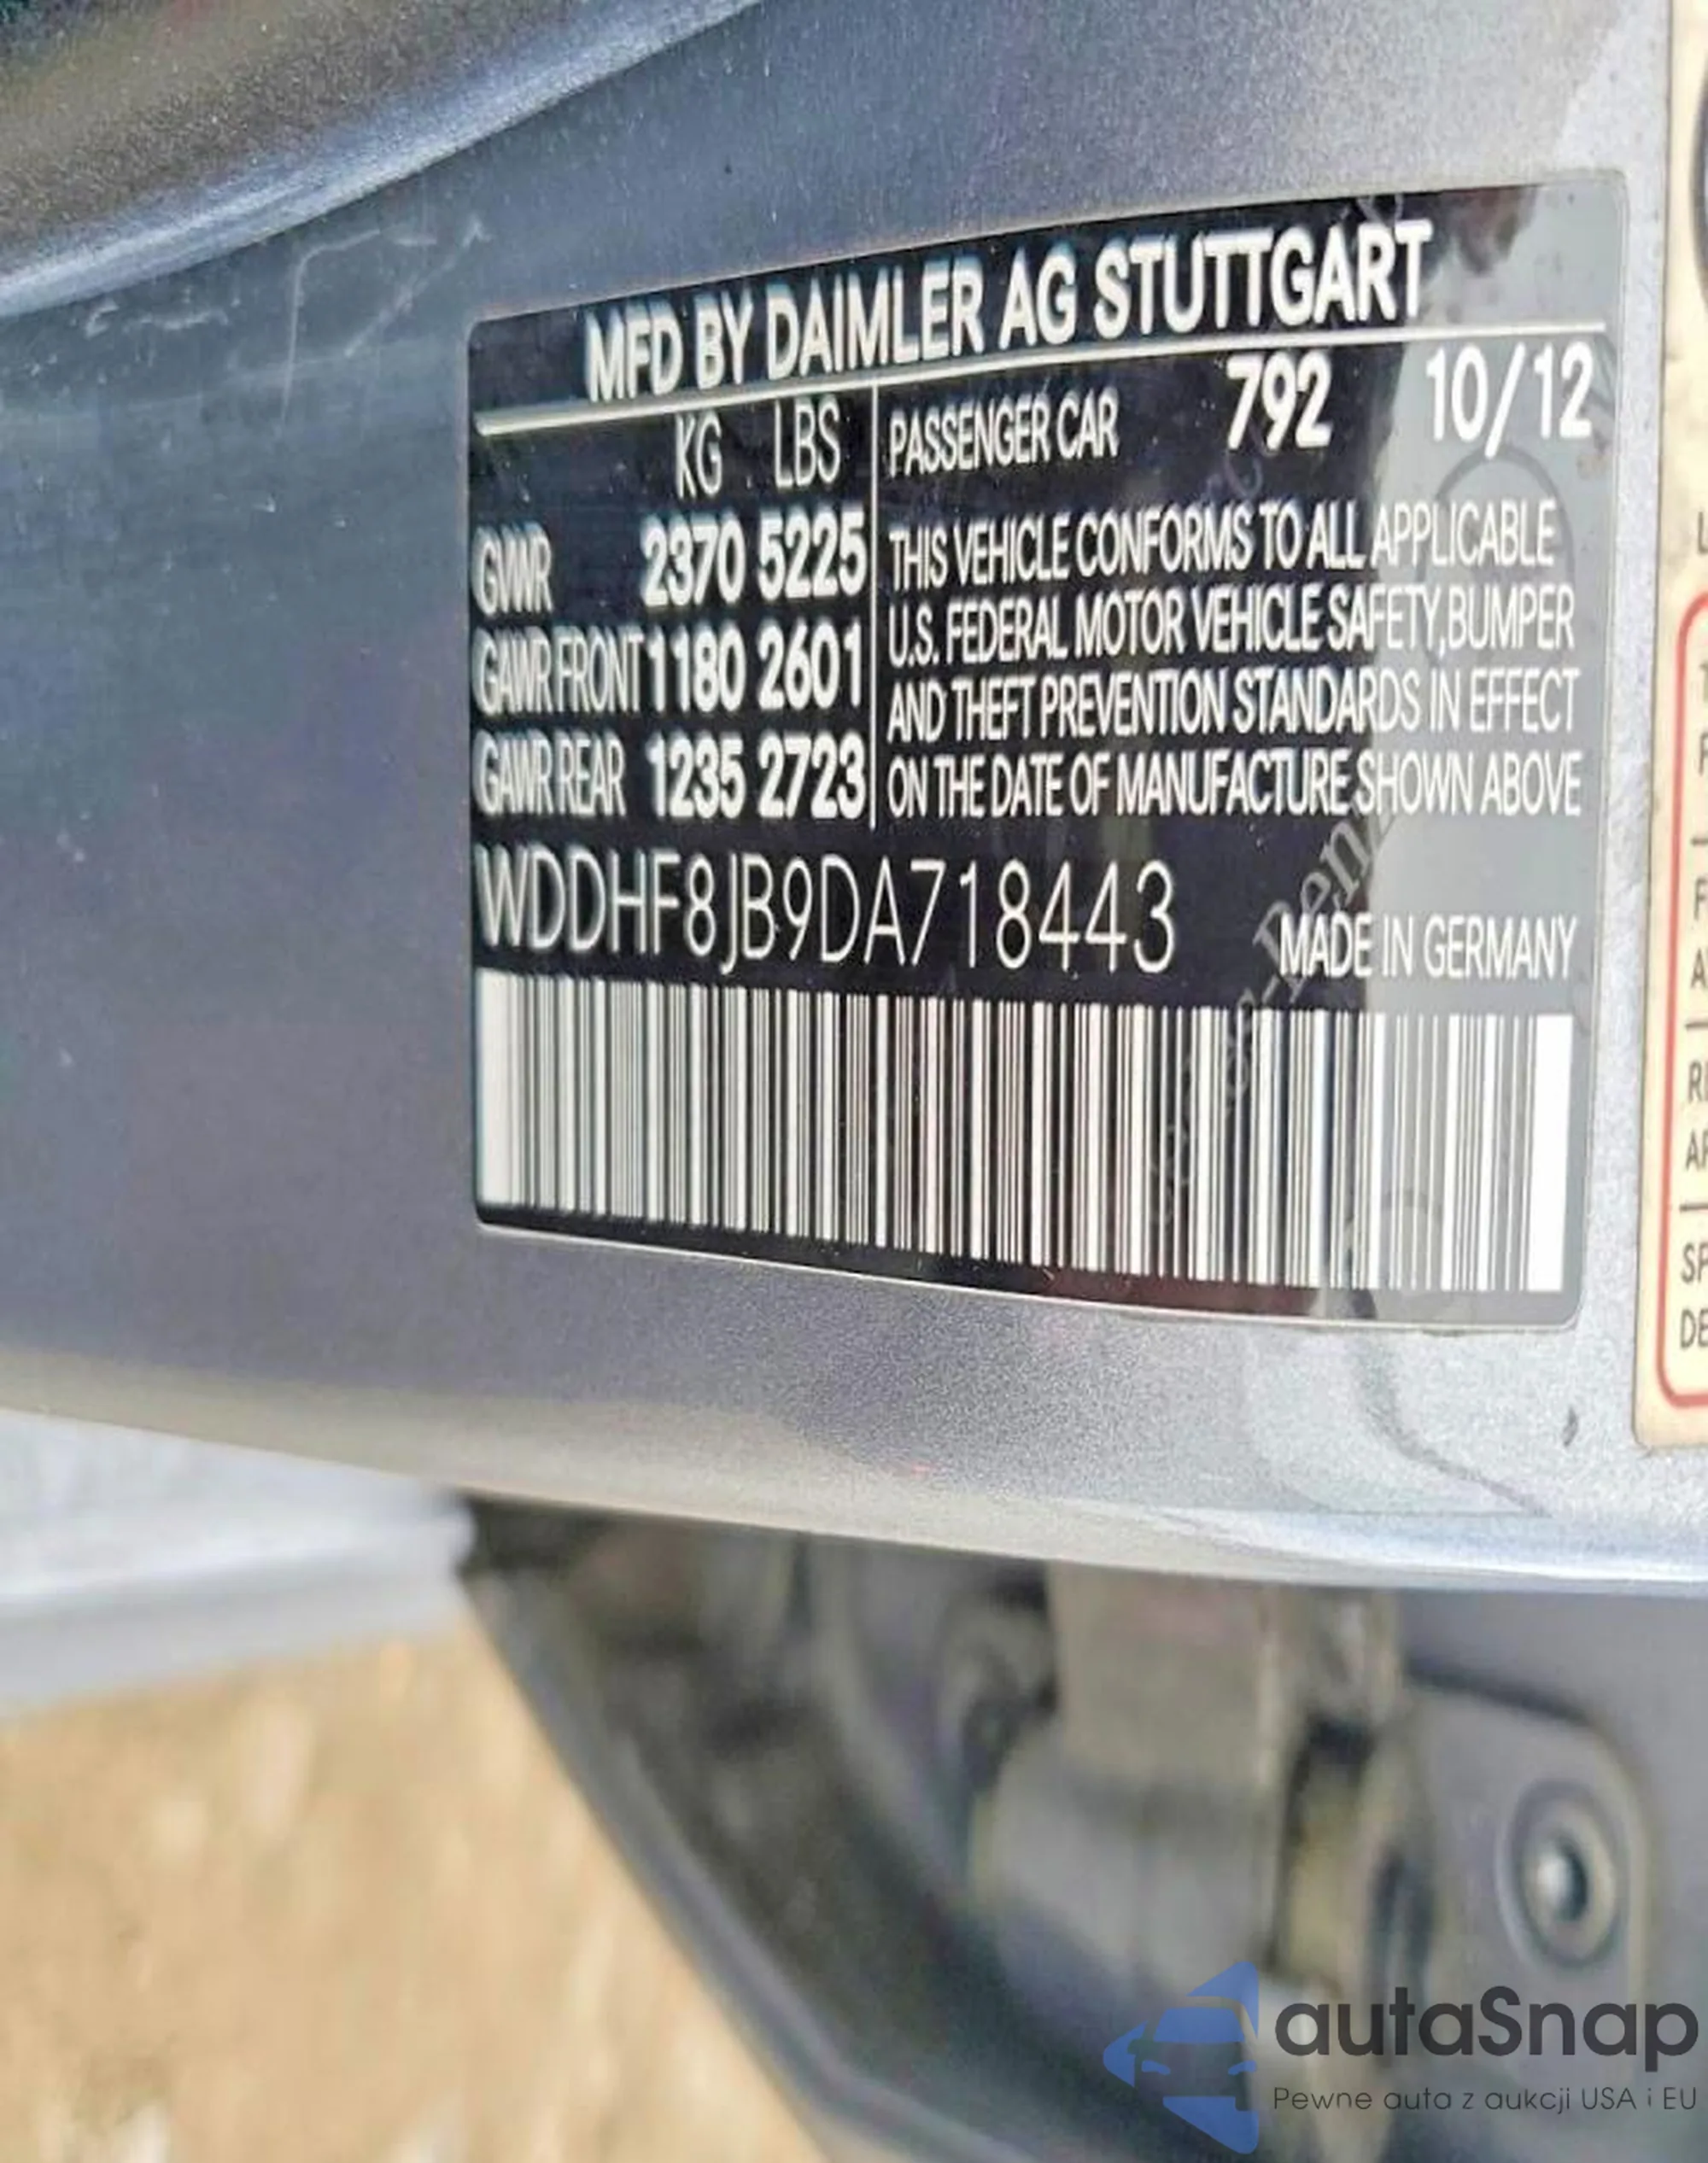 MFD BY DAIMLER AG STUTTGART
KG LBS
GVWR 2370 5225
GAWR FRONT 1180 2601
GAWR REAR 1235 2723
PASSENGER CAR 792 10/12
THIS VEHICLE CONFORMS TO ALL APPLICABLE
U.S. FEDERAL MOTOR VEHICLE SAFETY,BUMPER
AND THEFT PREVENTION STANDARDS IN EFFECT
ON THE DATE OF MANUFACTURE SHOWN ABOVE
WDDHF8JB9DA718443
MADE IN GERMANY
autaSnap
Pewne auta z aukcji USA i EU